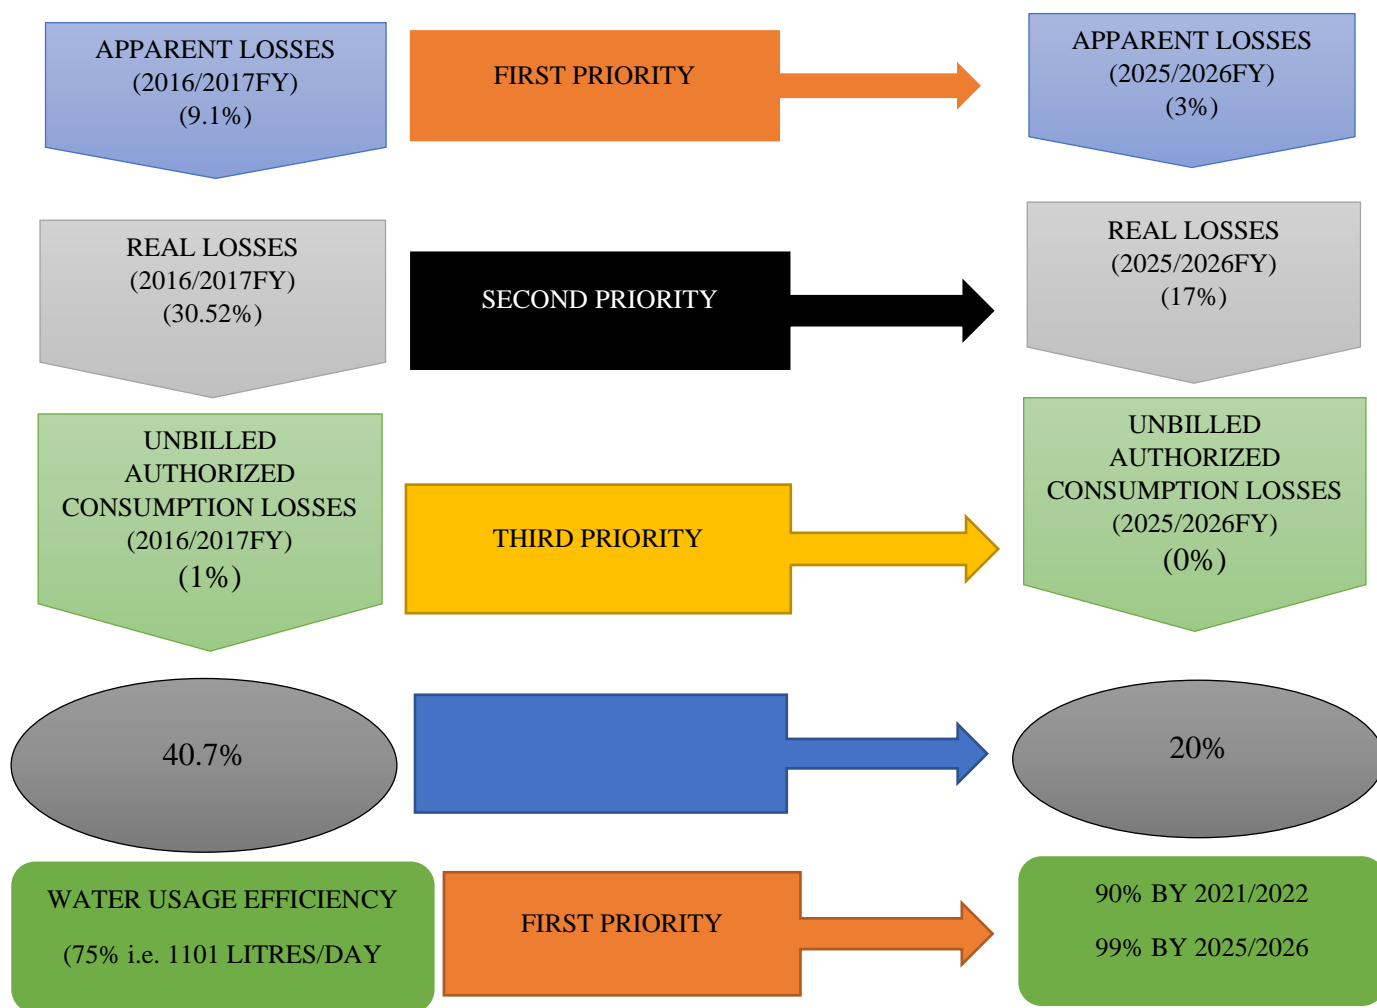 APPARENT LOSSES
(2016/2017FY)
(9.1%)
FIRST PRIORITY
APPARENT LOSSES
(2025/2026FY)
(3%)
REAL LOSSES
(2016/2017FY)
(30.52%)
SECOND PRIORITY
REAL LOSSES
(2025/2026FY)
(17%)
UNBILLED
AUTHORIZED
CONSUMPTION LOSSES
(2016/2017FY)
(1%)
THIRD PRIORITY
UNBILLED
AUTHORIZED
CONSUMPTION LOSSES
(2025/2026FY)
(0%)
40.7%
20%
WATER USAGE EFFICIENCY
(75% i.e. 1101 LITRES/DAY
FIRST PRIORITY
90% BY 2021/2022
99% BY 2025/2026